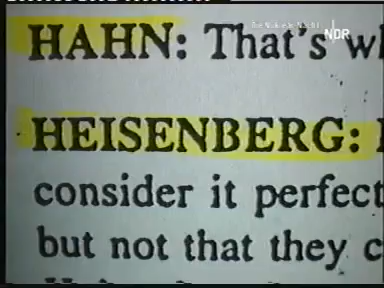 NDR
HAHN: That's
HEISENBERG:
consider it perfect
but not that they